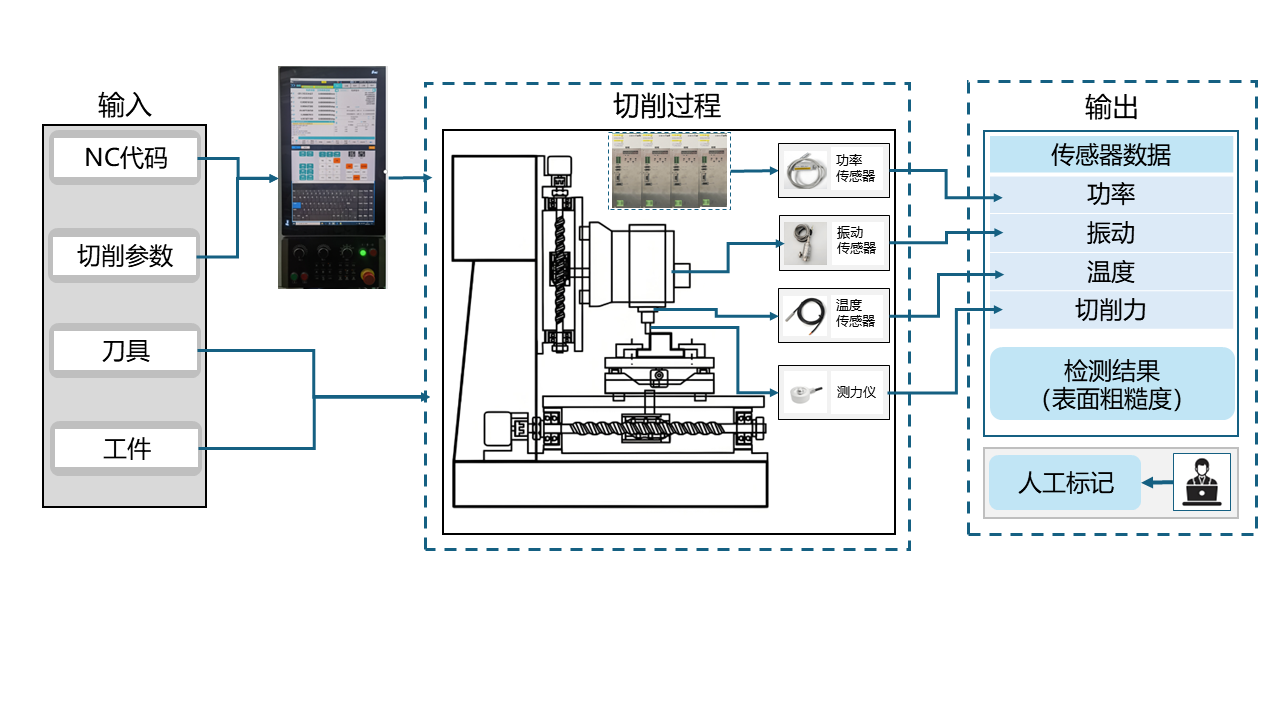 输入
NC代码
切削参数
刀具
工件
切削过程
功率
传感器
振动
传感器
温度
传感器
测力仪
输出
传感器数据
功率
振动
温度
切削力
检测结果
（表面粗糙度）
人工标记